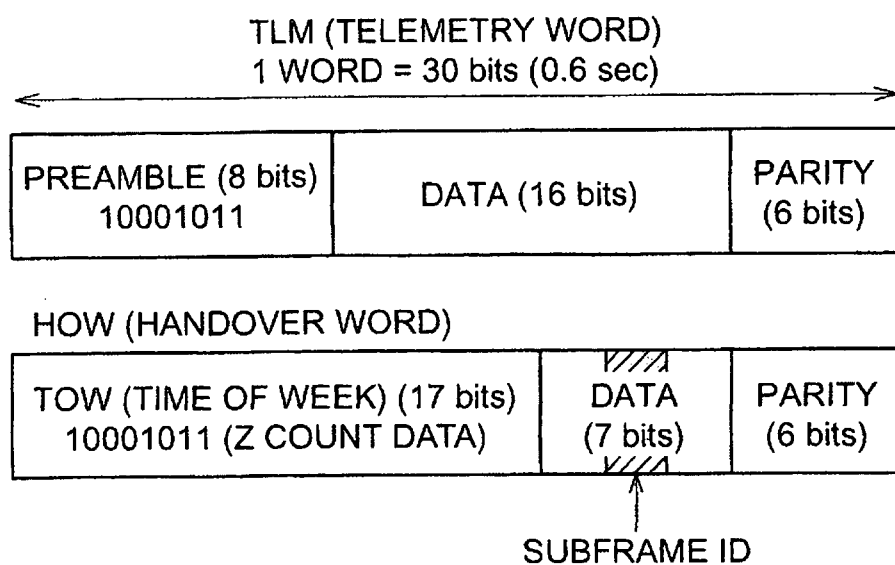 TLM (TELEMETRY WORD)
1 WORD = 30 bits (0.6 sec)
PREAMBLE (8 bits)
10001011
DATA (16 bits)
PARITY
(6 bits)
HOW (HANDOVER WORD)
TOW (TIME OF WEEK) (17 bits)
10001011 (Z COUNT DATA)
DATA
(7 bits)
PARITY
(6 bits)
SUBFRAME ID